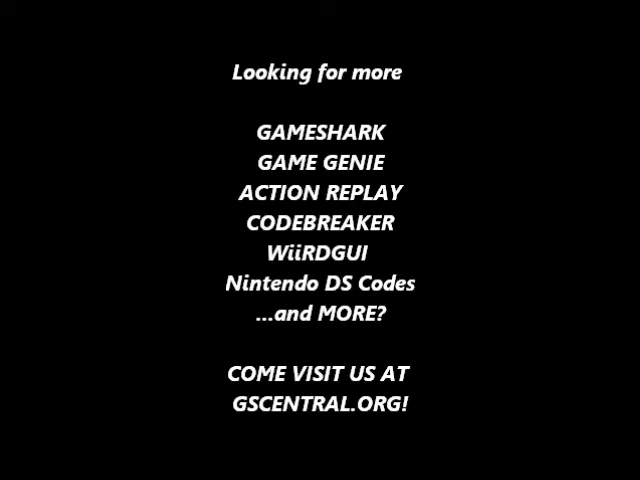 Looking for more
GAMESHARK
GAME GENIE
ACTION REPLAY
CODEBREAKER
WiiRDGUI
Nintendo DS Codes
...and MORE?
COME VISIT US AT
GSCENTRAL.ORG!